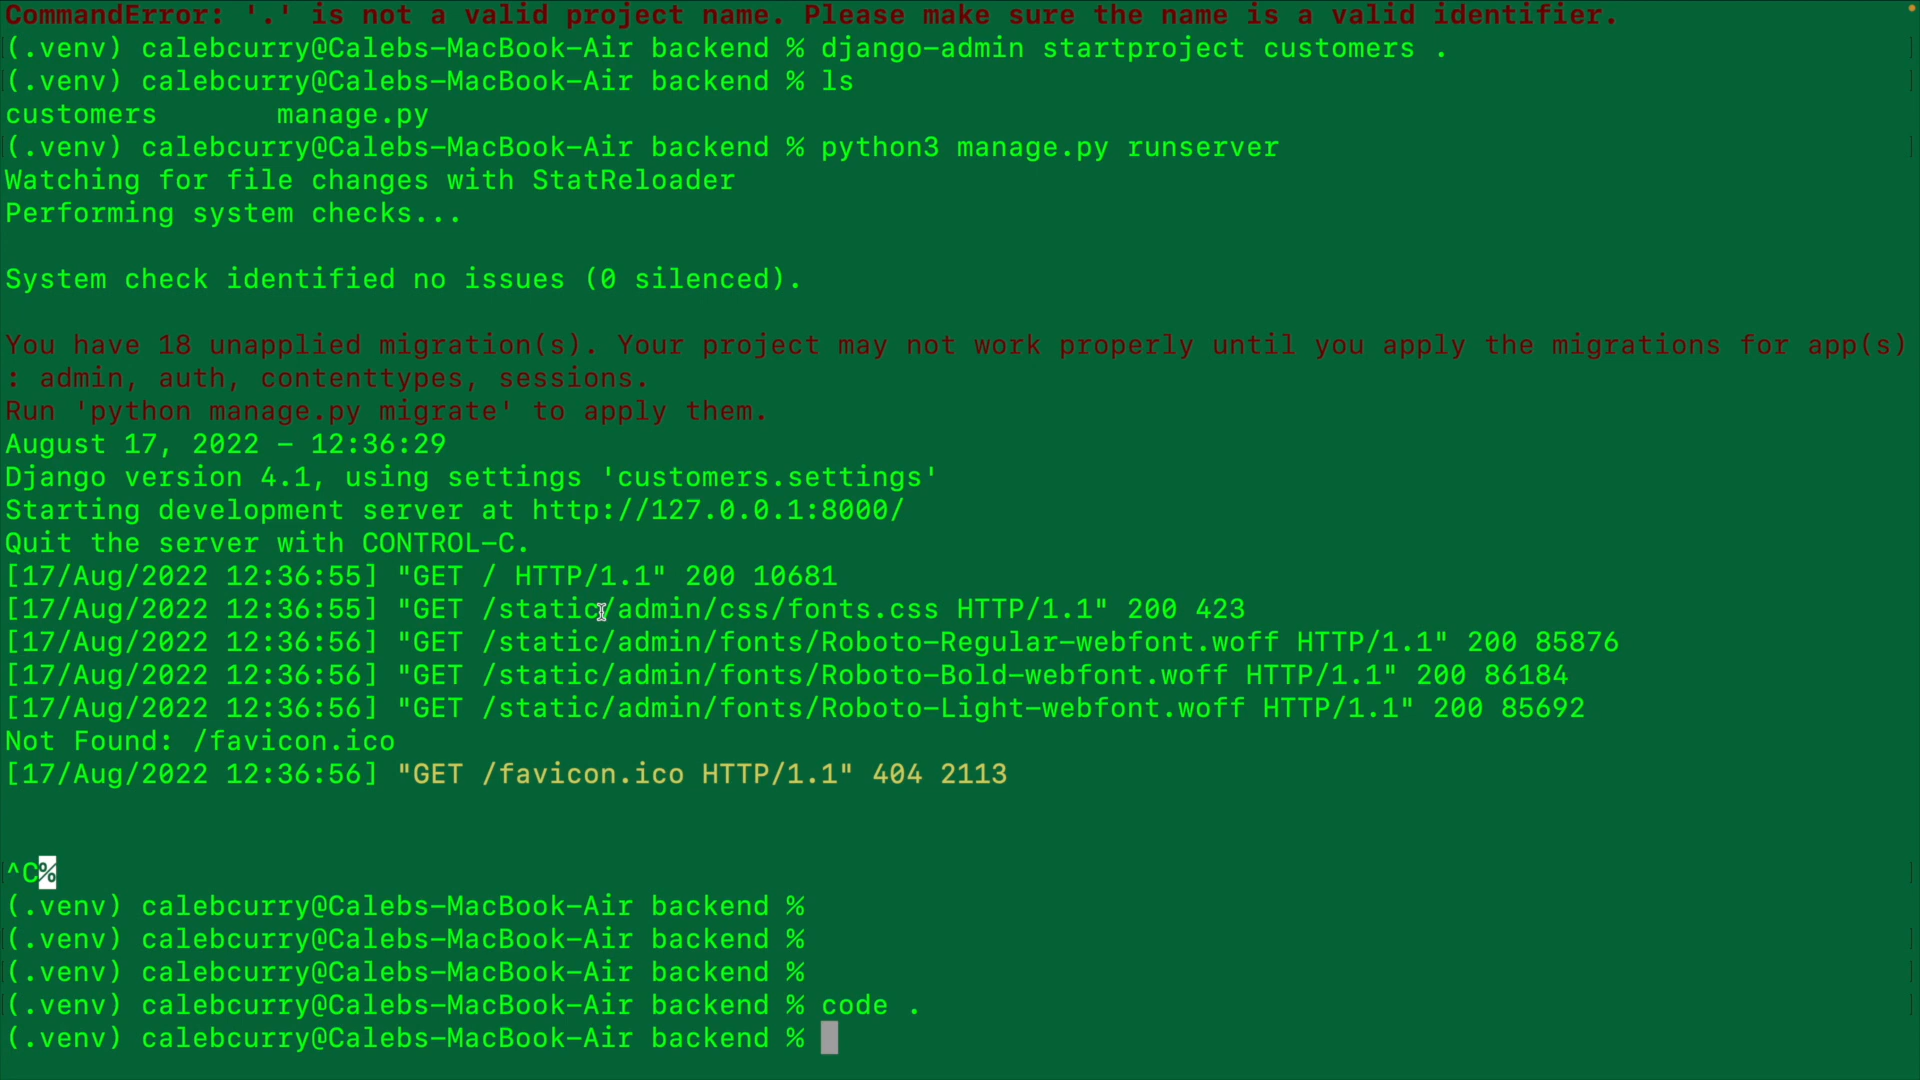 CommandError: '.' is not a valid project name. Please make sure the name is a valid identifier.
(.venv) calebcurry@Calebs-MacBook-Air backend % django-admin startproject customers .
(.venv) calebcurry@Calebs-MacBook-Air backend % ls
customers       manage.py
(.venv) calebcurry@Calebs-MacBook-Air backend % python3 manage.py runserver
Watching for file changes with StatReloader
Performing system checks...
System check identified no issues (0 silenced).
You have 18 unapplied migration(s). Your project may not work properly until you apply the migrations for app(s)
: admin, auth, contenttypes, sessions.
Run 'python manage.py migrate' to apply them.
August 17, 2022 - 12:36:29
Django version 4.1, using settings 'customers.settings'
Starting development server at http://127.0.0.1:8000/
Quit the server with CONTROL-C.
[17/Aug/2022 12:36:55] "GET / HTTP/1.1" 200 10681
[17/Aug/2022 12:36:55] "GET /static/admin/css/fonts.css HTTP/1.1" 200 423
[17/Aug/2022 12:36:56] "GET /static/admin/fonts/Roboto-Regular-webfont.woff HTTP/1.1" 200 85876
[17/Aug/2022 12:36:56] "GET /static/admin/fonts/Roboto-Bold-webfont.woff HTTP/1.1" 200 86184
[17/Aug/2022 12:36:56] "GET /static/admin/fonts/Roboto-Light-webfont.woff HTTP/1.1" 200 85692
Not Found: /favicon.ico
[17/Aug/2022 12:36:56] "GET /favicon.ico HTTP/1.1" 404 2113
^C%
(.venv) calebcurry@Calebs-MacBook-Air backend %
(.venv) calebcurry@Calebs-MacBook-Air backend %
(.venv) calebcurry@Calebs-MacBook-Air backend %
(.venv) calebcurry@Calebs-MacBook-Air backend % code .
(.venv) calebcurry@Calebs-MacBook-Air backend %